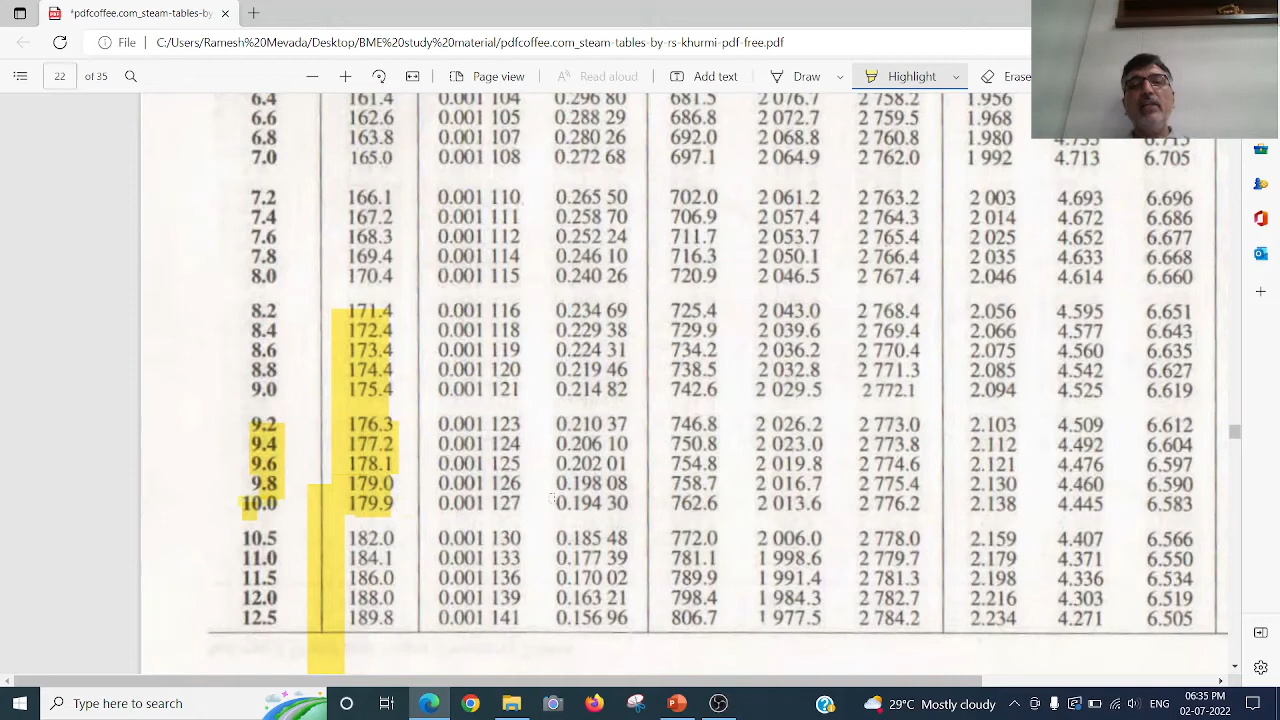 *pdfcoffee.com_steam-tables-by-
File C:/Users/Ramesh%20Mevada/Desktop/BME%20study%20material/pdfcoffee.com_steam-tables-by-rs-khurmi-pdf-free.pdf
22 of 35 Page view Read aloud Add text Draw Highlight Erase
6.4 161.4 0.001 104 0.296 80 681.5 2 076.7 2 758.2 1.956
6.6 162.6 0.001 105 0.288 29 686.8 2 072.7 2 759.5 1.968
6.8 163.8 0.001 107 0.280 26 692.0 2 068.8 2 760.8 1.980
7.0 165.0 0.001 108 0.272 68 697.1 2 064.9 2 762.0 1 992 4.713 6.705
7.2 166.1 0.001 110 0.265 50 702.0 2 061.2 2 763.2 2 003 4.693 6.696
7.4 167.2 0.001 111 0.258 70 706.9 2 057.4 2 764.3 2 014 4.672 6.686
7.6 168.3 0.001 112 0.252 24 711.7 2 053.7 2 765.4 2 025 4.652 6.677
7.8 169.4 0.001 114 0.246 10 716.3 2 050.1 2 766.4 2 035 4.633 6.668
8.0 170.4 0.001 115 0.240 26 720.9 2 046.5 2 767.4 2.046 4.614 6.660
8.2 171.4 0.001 116 0.234 69 725.4 2 043.0 2 768.4 2.056 4.595 6.651
8.4 172.4 0.001 118 0.229 38 729.9 2 039.6 2 769.4 2.066 4.577 6.643
8.6 173.4 0.001 119 0.224 31 734.2 2 036.2 2 770.4 2.075 4.560 6.635
8.8 174.4 0.001 120 0.219 46 738.5 2 032.8 2 771.3 2.085 4.542 6.627
9.0 175.4 0.001 121 0.214 82 742.6 2 029.5 2 772.1 2.094 4.525 6.619
9.2 176.3 0.001 123 0.210 37 746.8 2 026.2 2 773.0 2.103 4.509 6.612
9.4 177.2 0.001 124 0.206 10 750.8 2 023.0 2 773.8 2.112 4.492 6.604
9.6 178.1 0.001 125 0.202 01 754.8 2 019.8 2 774.6 2.121 4.476 6.597
9.8 179.0 0.001 126 0.198 08 758.7 2 016.7 2 775.4 2.130 4.460 6.590
10.0 179.9 0.001 127 0.194 30 762.6 2 013.6 2 776.2 2.138 4.445 6.583
10.5 182.0 0.001 130 0.185 48 772.0 2 006.0 2 778.0 2.159 4.407 6.566
11.0 184.1 0.001 133 0.177 39 781.1 1 998.6 2 779.7 2.179 4.371 6.550
11.5 186.0 0.001 136 0.170 02 789.9 1 991.4 2 781.3 2.198 4.336 6.534
12.0 188.0 0.001 139 0.163 21 798.4 1 984.3 2 782.7 2.216 4.303 6.519
12.5 189.8 0.001 141 0.156 96 806.7 1 977.5 2 784.2 2.234 4.271 6.505
Type here to search 29°C Mostly cloudy ENG 06:35 PM
02-07-2022